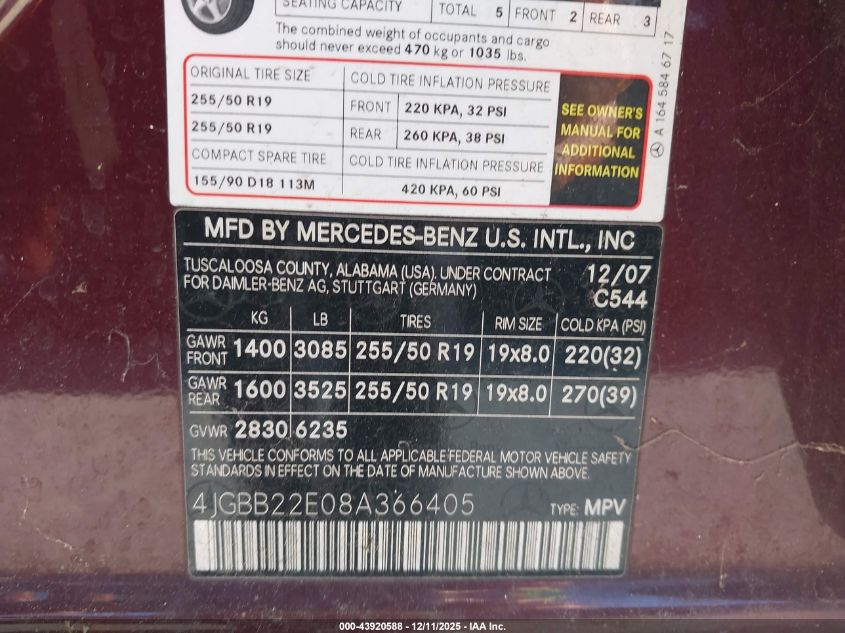 SEATING CAPACITY TOTAL 5 FRONT 2 REAR 3
The combined weight of occupants and cargo
should never exceed 470 kg or 1035 lbs.
ORIGINAL TIRE SIZE COLD TIRE INFLATION PRESSURE
255/50 R19 FRONT 220 KPA, 32 PSI
255/50 R19 REAR 260 KPA, 38 PSI
COMPACT SPARE TIRE COLD TIRE INFLATION PRESSURE
155/90 D18 113M 420 KPA, 60 PSI
SEE OWNER'S
MANUAL FOR
ADDITIONAL
INFORMATION
A 164 584 67 17
MFD BY MERCEDES-BENZ U.S. INTL., INC
TUSCALOOSA COUNTY, ALABAMA (USA). UNDER CONTRACT 12/07
FOR DAIMLER-BENZ AG, STUTTGART (GERMANY) C544
KG LB TIRES RIM SIZE COLD KPA (PSI)
GAWR FRONT 1400 3085 255/50 R19 19x8.0 220(32)
GAWR REAR 1600 3525 255/50 R19 19x8.0 270(39)
GVWR 2830 6235
THIS VEHICLE CONFORMS TO ALL APPLICABLE FEDERAL MOTOR VEHICLE SAFETY
STANDARDS IN EFFECT ON THE DATE OF MANUFACTURE SHOWN ABOVE.
4JGBB22E08A366405 TYPE: MPV
000-43920588 - 12/11/2025 - IAA Inc.